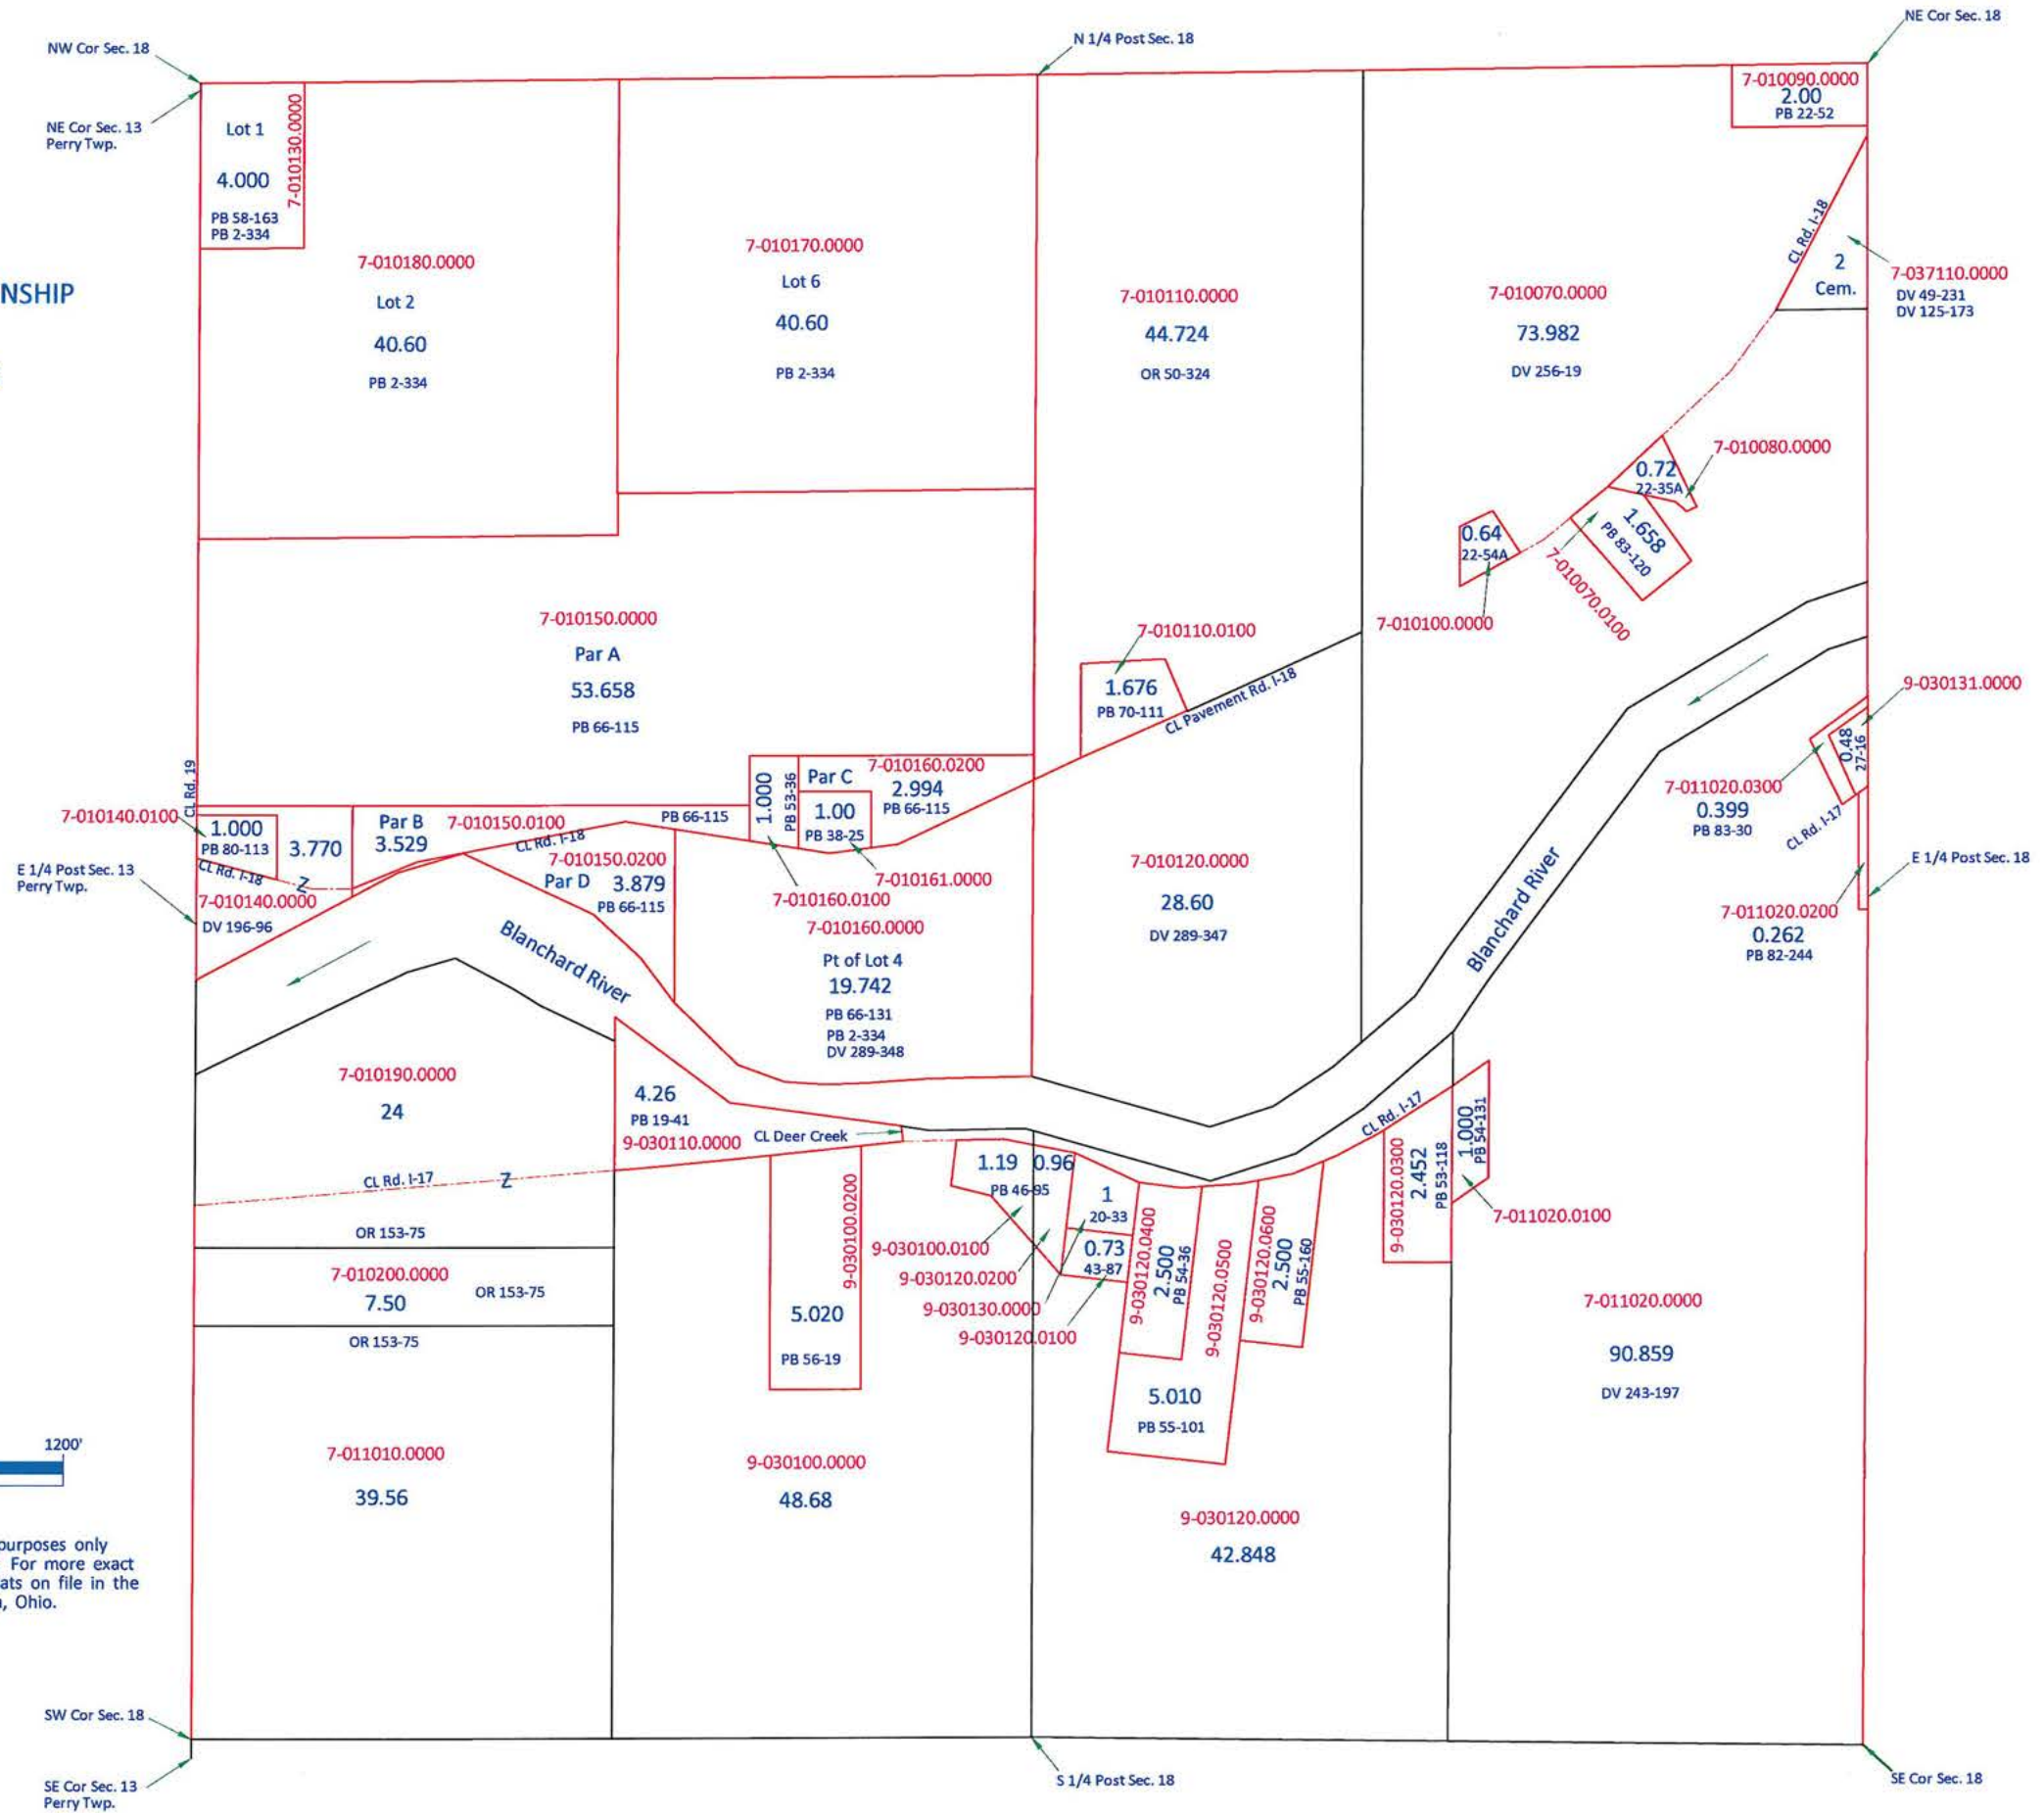 NW Cor Sec. 18
N 1/4 Post Sec. 18
NE Cor Sec. 18
NE Cor Sec. 13
Perry Twp.
Lot 1
4.000
PB 58-163
PB 2-334
7-010130.0000
7-010090.0000
2.00
PB 22-52
NSHIP
7-010180.0000
Lot 2
40.60
PB 2-334
7-010170.0000
Lot 6
40.60
PB 2-334
7-010110.0000
44.724
OR 50-324
7-010070.0000
73.982
DV 256-19
CL Rd. I-18
2
Cem.
7-037110.0000
DV 49-231
DV 125-173
7-010080.0000
0.72
22-35A
1.658
PB 83-120
7-010070.0100
0.64
22-54A
7-010100.0000
7-010150.0000
Par A
53.658
PB 66-115
7-010110.0100
1.676
PB 70-111
CL Pavement Rd. I-18
9-030131.0000
0.48
27-16
7-011020.0300
0.399
PB 83-30
CL Rd. I-17
E 1/4 Post Sec. 18
7-011020.0200
0.262
PB 82-244
CL Rd. 19
7-010140.0100
1.000
PB 80-113
3.770
CL Rd. I-18
Z
7-010140.0000
DV 196-96
E 1/4 Post Sec. 13
Perry Twp.
Par B
3.529
7-010150.0100
CL Rd. I-18
PB 66-115
7-010150.0200
Par D 3.879
PB 66-115
1.000
PB 53-36
Par C
7-010160.0200
2.994
PB 66-115
1.00
PB 38-25
7-010161.0000
7-010160.0100
7-010160.0000
Pt of Lot 4
19.742
PB 66-131
PB 2-334
DV 289-348
7-010120.0000
28.60
DV 289-347
Blanchard River
Blanchard River
7-010190.0000
24
CL Rd. I-17
Z
OR 153-75
4.26
PB 19-41
9-030110.0000
CL Deer Creek
7-010200.0000
7.50
OR 153-75
OR 153-75
9-030100.0200
5.020
PB 56-19
1.19
0.96
PB 46-95
1
20-33
0.73
43-87
9-030100.0100
9-030120.0200
9-030130.0000
9-030120.0100
9-030120.0400
2.500
PB 54-36
9-030120.0500
9-030120.0600
2.500
PB 55-160
5.010
PB 55-101
CL Rd. I-17
9-030120.0300
2.452
PB 53-118
1.000
PB 54-131
7-011020.0100
7-011020.0000
90.859
DV 243-197
7-011010.0000
39.56
9-030100.0000
48.68
9-030120.0000
42.848
1200'
purposes only
For more exact
ats on file in the
, Ohio.
SW Cor Sec. 18
SE Cor Sec. 13
Perry Twp.
S 1/4 Post Sec. 18
SE Cor Sec. 18